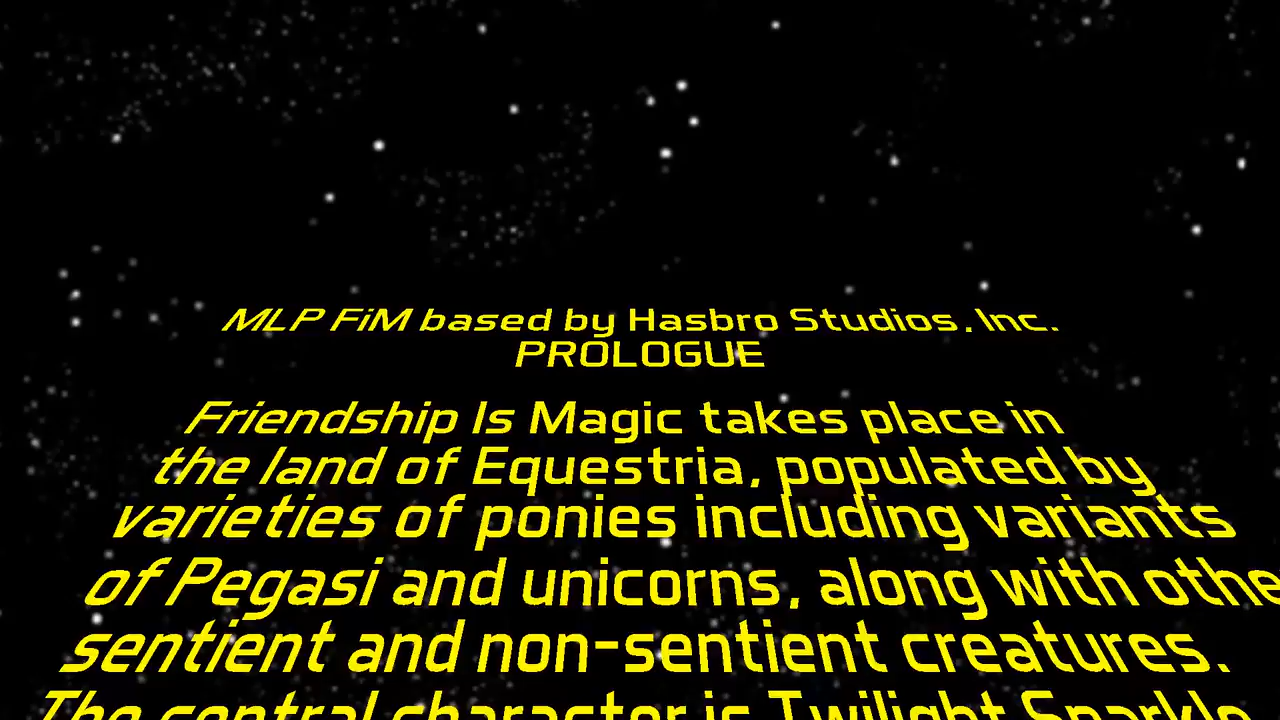 MLP FiM based by Hasbro Studios, Inc.
PROLOGUE
Friendship Is Magic takes place in
the land of Equestria, populated by
varieties of ponies including variants
of Pegasi and unicorns, along with othe
sentient and non-sentient creatures.
The central character is Twilight Sparkle